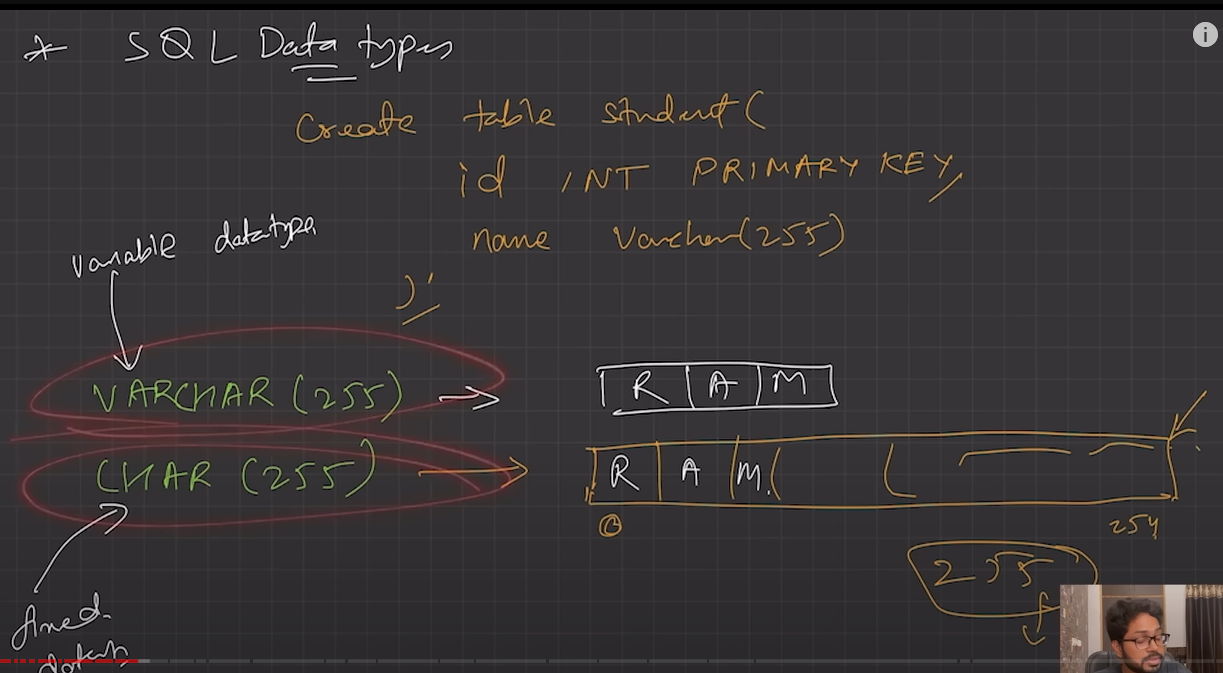 * SQL Data types
Create table student(
id INT PRIMARY KEY,
name Varchar(255)
);
variable datatype
VARCHAR (255) → R A M
CHAR (255) → R A M
0 254
255
fixed